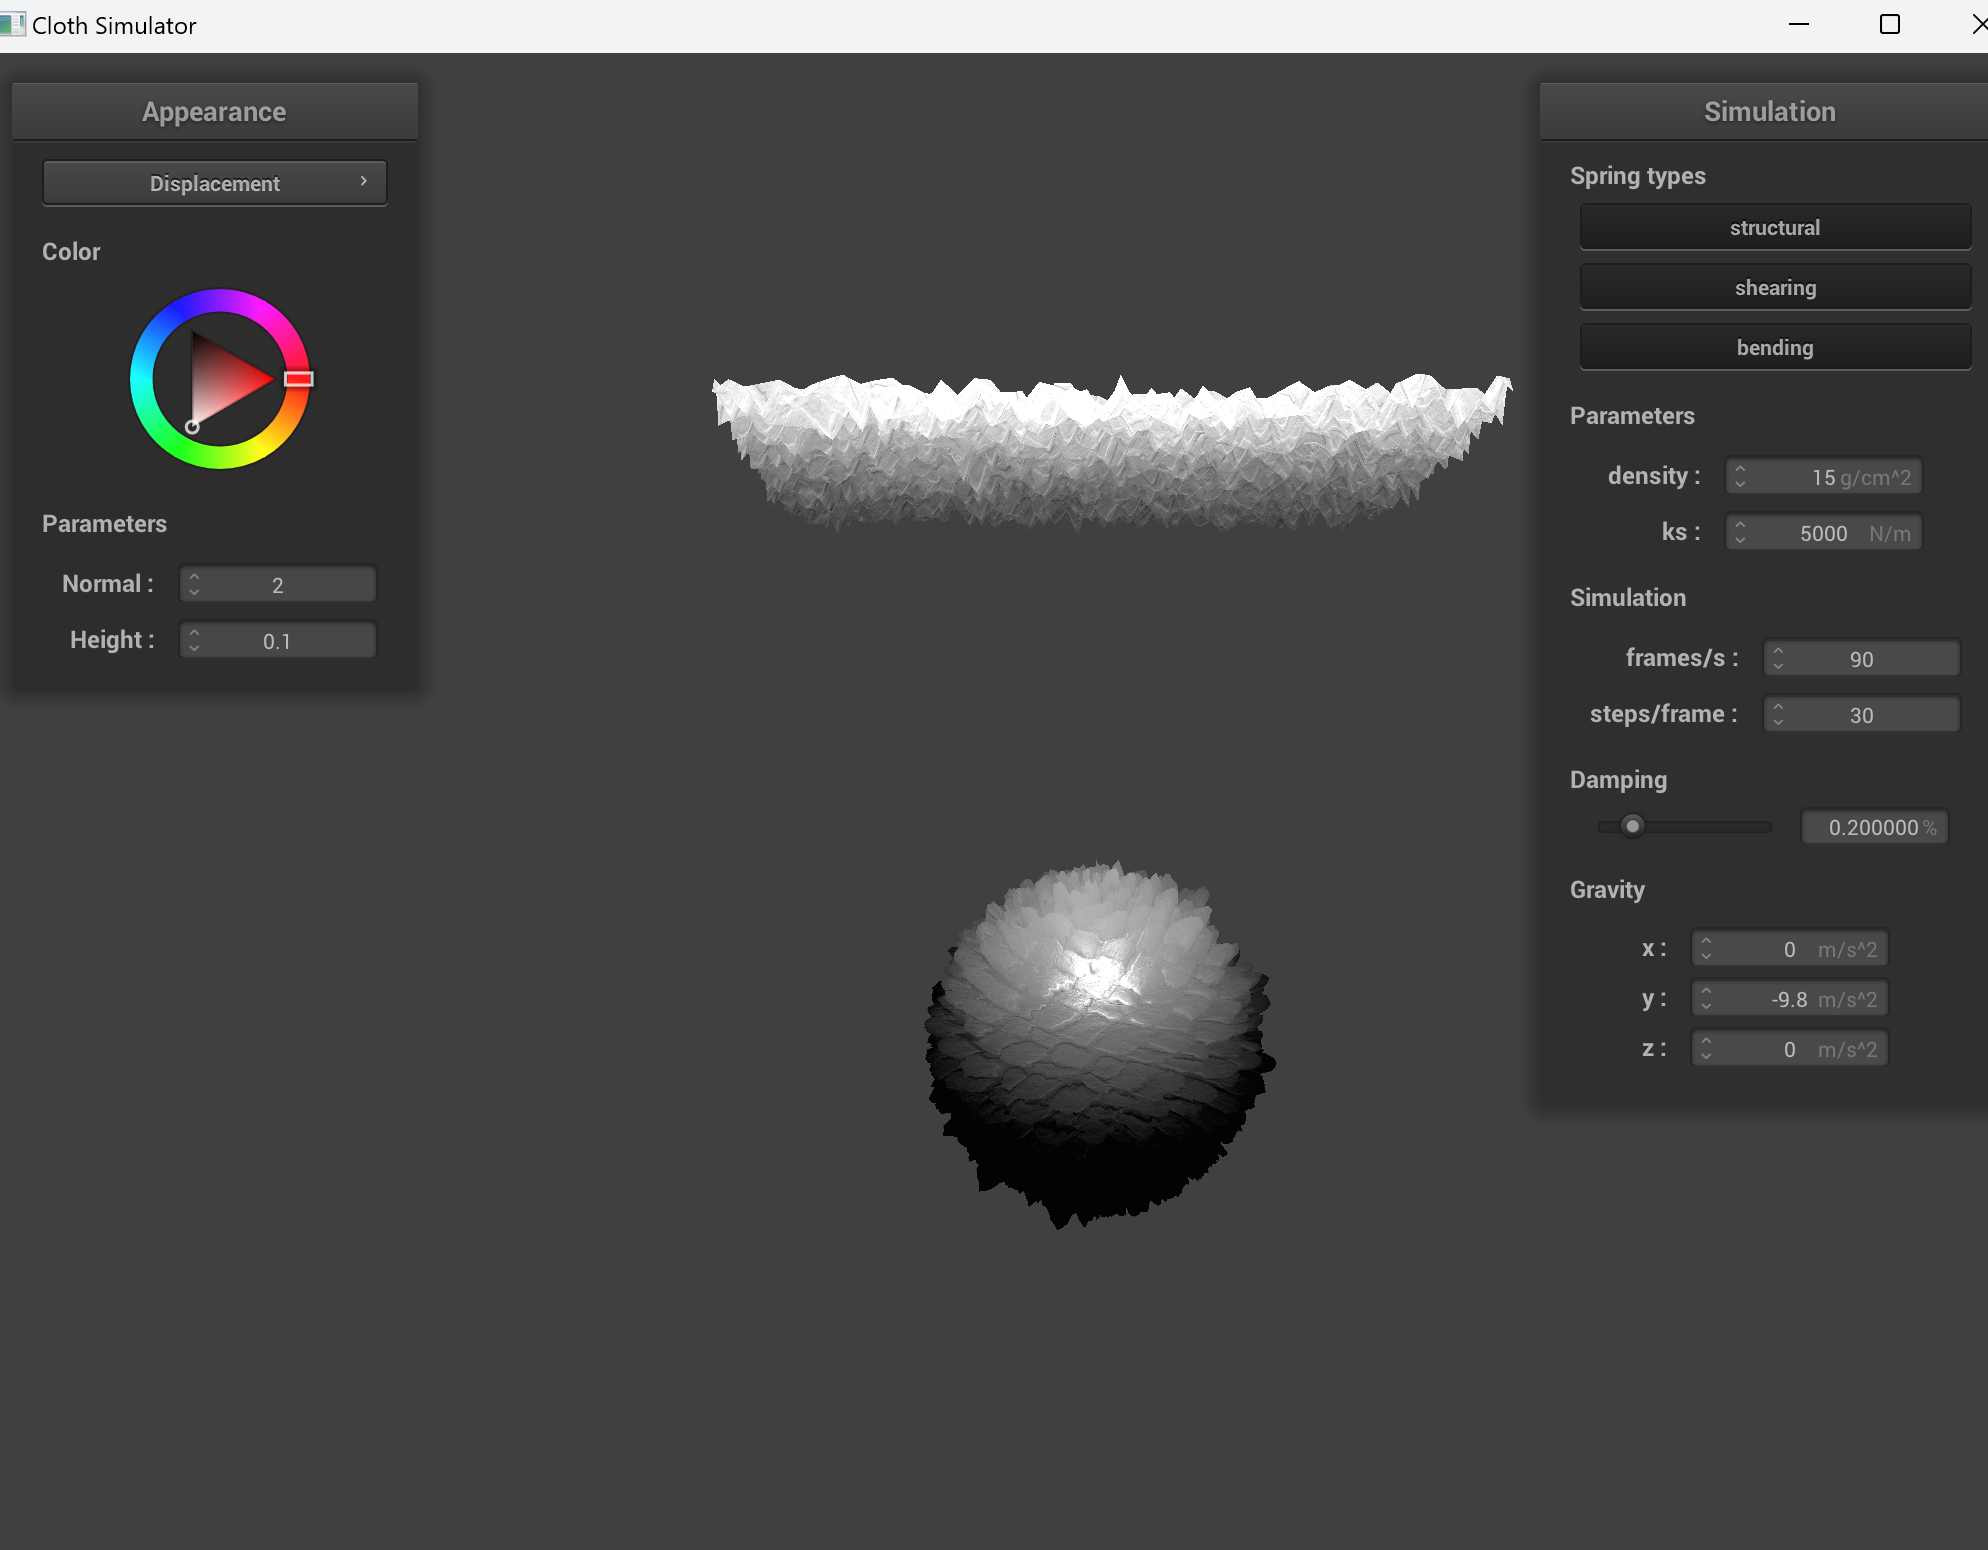 Cloth Simulator
Appearance
Displacement
Color
Parameters
Normal : 2
Height : 0.1
Simulation
Spring types
structural
shearing
bending
Parameters
density : 15 g/cm^2
ks : 5000 N/m
Simulation
frames/s : 90
steps/frame : 30
Damping
0.200000 %
Gravity
x : 0 m/s^2
y : -9.8 m/s^2
z : 0 m/s^2